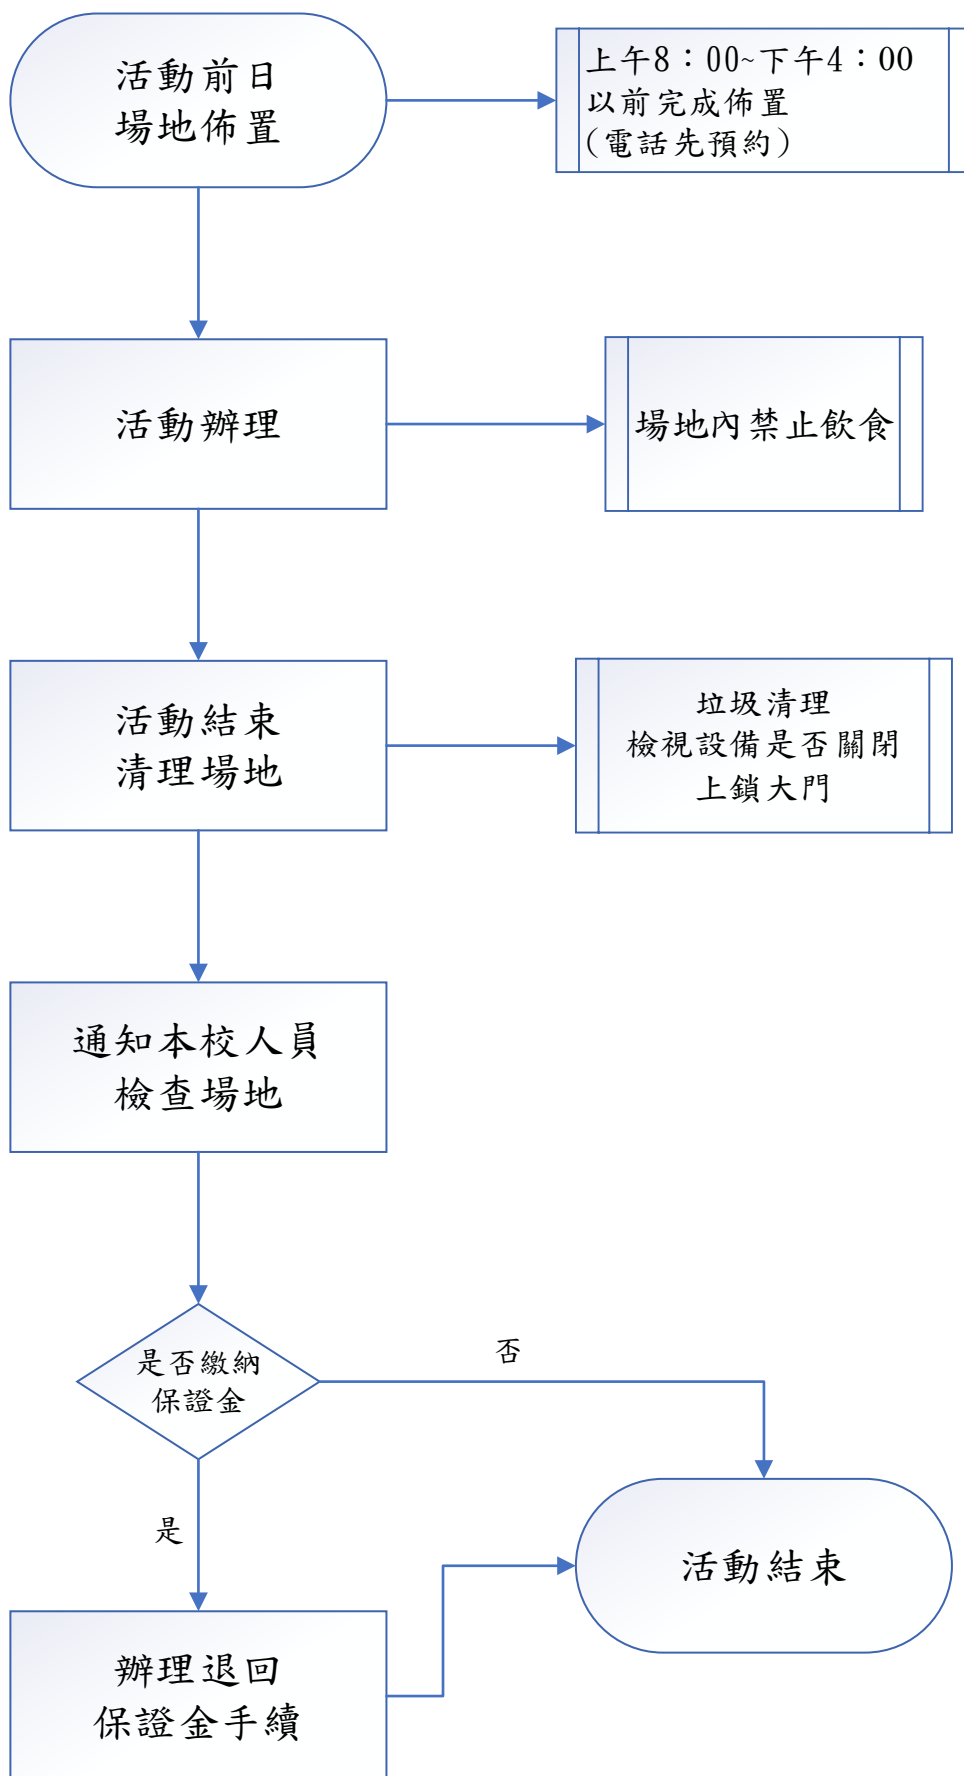 活動前日
場地佈置
上午8：00~下午4：00
以前完成佈置
(電話先預約)
活動辦理
場地內禁止飲食
活動結束
清理場地
垃圾清理
檢視設備是否關閉
上鎖大門
通知本校人員
檢查場地
是否繳納
保證金
否
是
活動結束
辦理退回
保證金手續